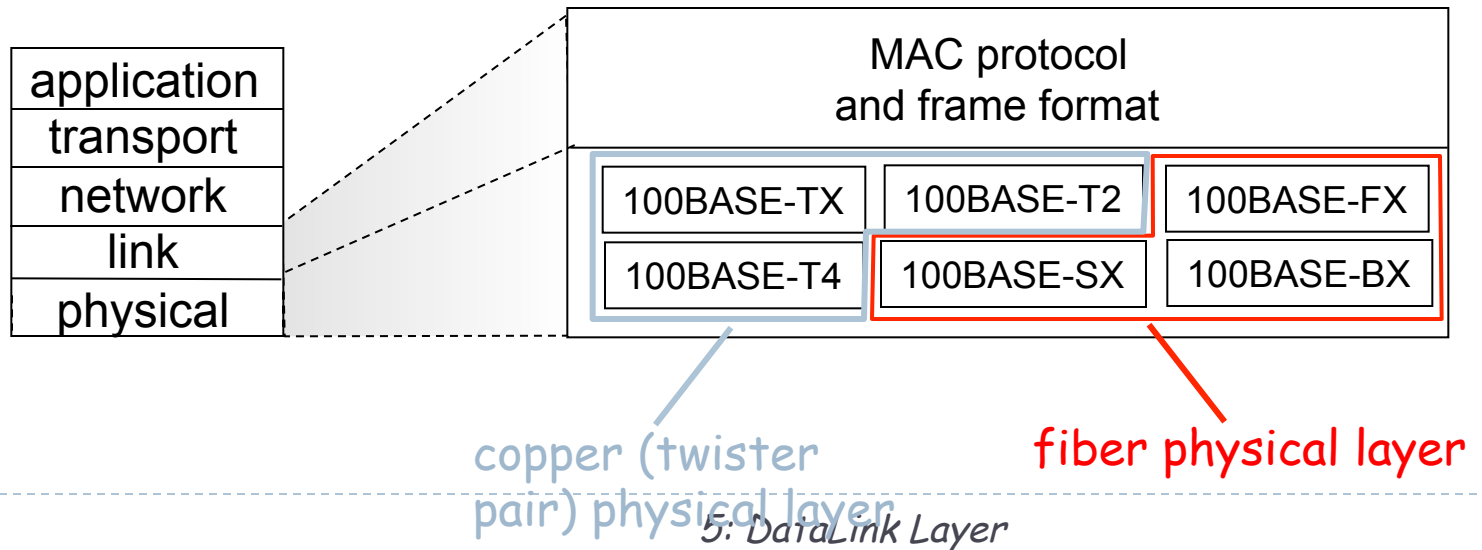 application
transport
network
link
physical
MAC protocol
and frame format
100BASE-TX
100BASE-T2
100BASE-FX
100BASE-T4
100BASE-SX
100BASE-BX
copper (twister
pair) physical layer
fiber physical layer
5: DataLink Layer